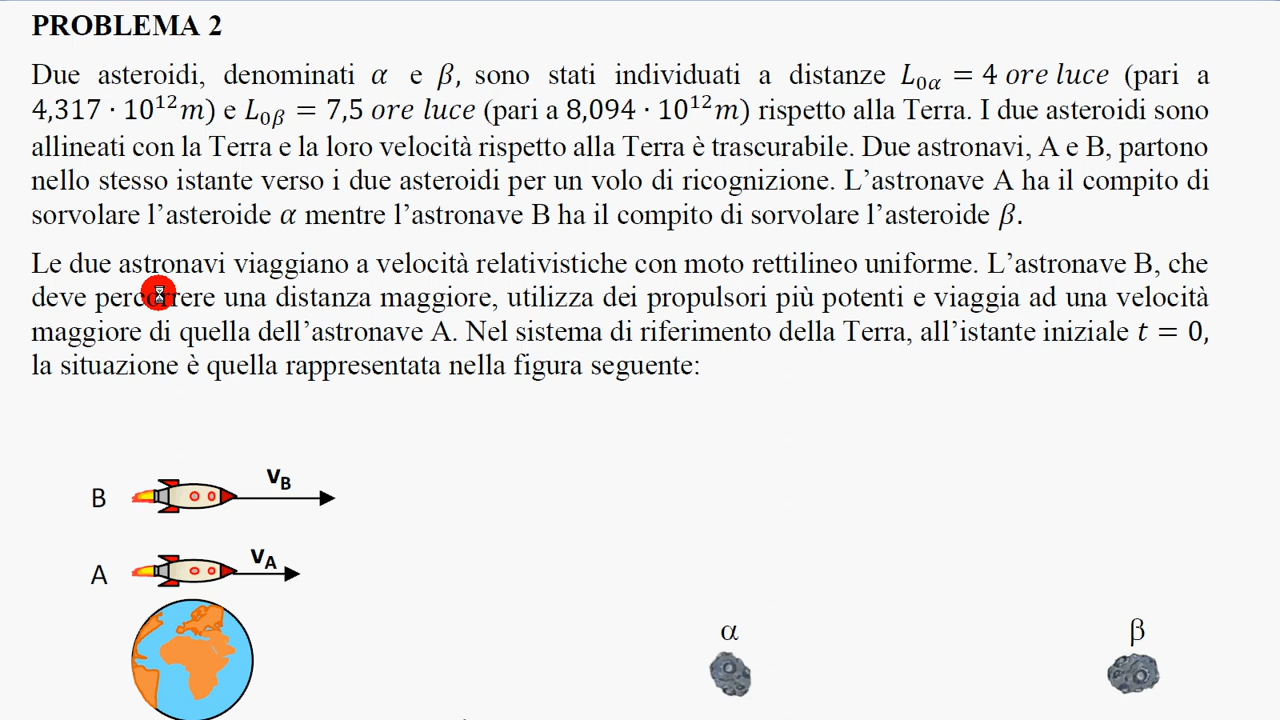 PROBLEMA 2
Due asteroidi, denominati α e β, sono stati individuati a distanze L₀α = 4 ore luce (pari a
4,317 · 10¹²m) e L₀β = 7,5 ore luce (pari a 8,094 · 10¹²m) rispetto alla Terra. I due asteroidi sono
allineati con la Terra e la loro velocità rispetto alla Terra è trascurabile. Due astronavi, A e B, partono
nello stesso istante verso i due asteroidi per un volo di ricognizione. L’astronave A ha il compito di
sorvolare l’asteroide α mentre l’astronave B ha il compito di sorvolare l’asteroide β.
Le due astronavi viaggiano a velocità relativistiche con moto rettilineo uniforme. L’astronave B, che
deve percorrere una distanza maggiore, utilizza dei propulsori più potenti e viaggia ad una velocità
maggiore di quella dell’astronave A. Nel sistema di riferimento della Terra, all’istante iniziale t = 0,
la situazione è quella rappresentata nella figura seguente:
B vB
A vA
α β